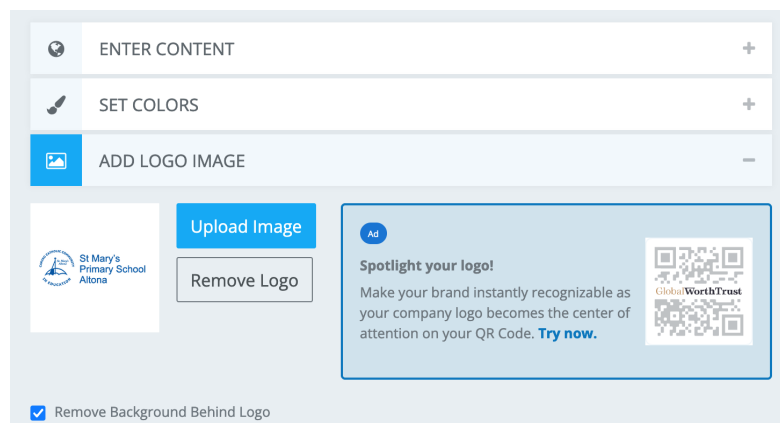 ENTER CONTENT
SET COLORS
ADD LOGO IMAGE
St Mary's
Primary School
Altona
IN EDUCATION
Upload Image
Remove Logo
Ad
Spotlight your logo!
Make your brand instantly recognizable as
your company logo becomes the center of
attention on your QR Code. Try now.
GlobalWorthTrust
Remove Background Behind Logo